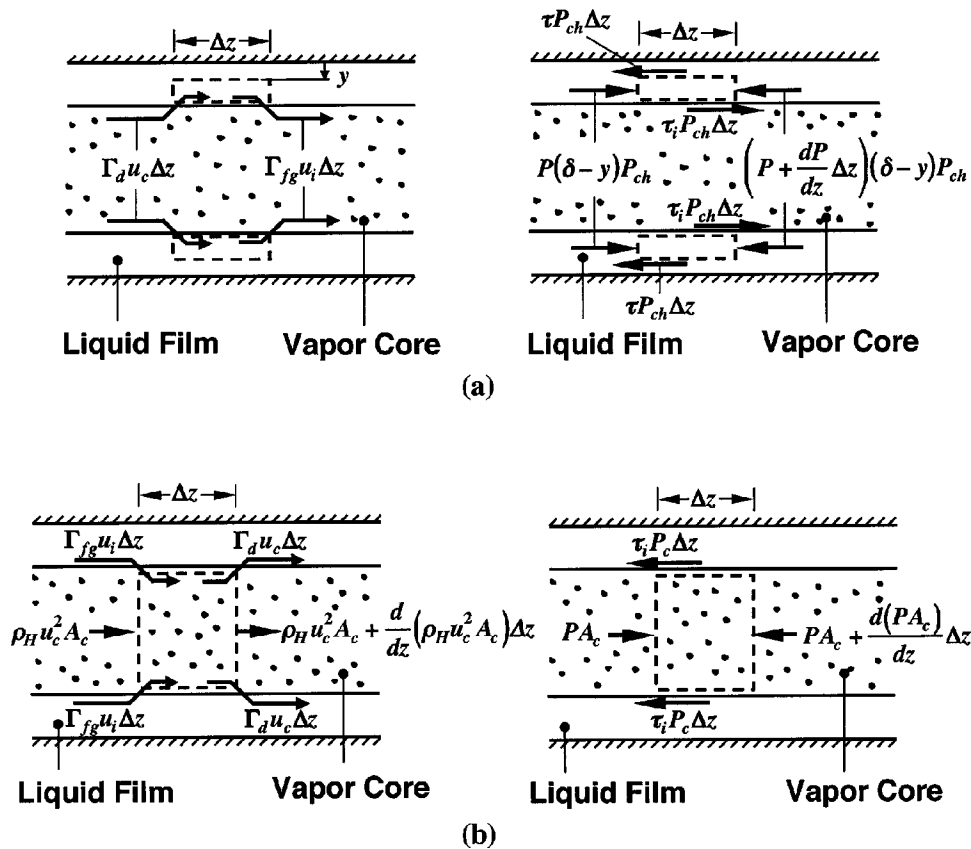 Δz
y
Γ_d u_c Δz
Γ_fg u_i Δz
Liquid Film
Vapor Core
τP_ch Δz
Δz
τ_i P_ch Δz
P(δ − y)P_ch
(P + dP/dz Δz)(δ − y)P_ch
τ_i P_ch Δz
τP_ch Δz
Liquid Film
Vapor Core
(a)
Δz
Γ_fg u_i Δz
Γ_d u_c Δz
ρ_H u_c^2 A_c
ρ_H u_c^2 A_c + d/dz (ρ_H u_c^2 A_c)Δz
Γ_fg u_i Δz
Γ_d u_c Δz
Liquid Film
Vapor Core
Δz
τ_i P_c Δz
PA_c
PA_c + d(PA_c)/dz Δz
τ_i P_c Δz
Liquid Film
Vapor Core
(b)